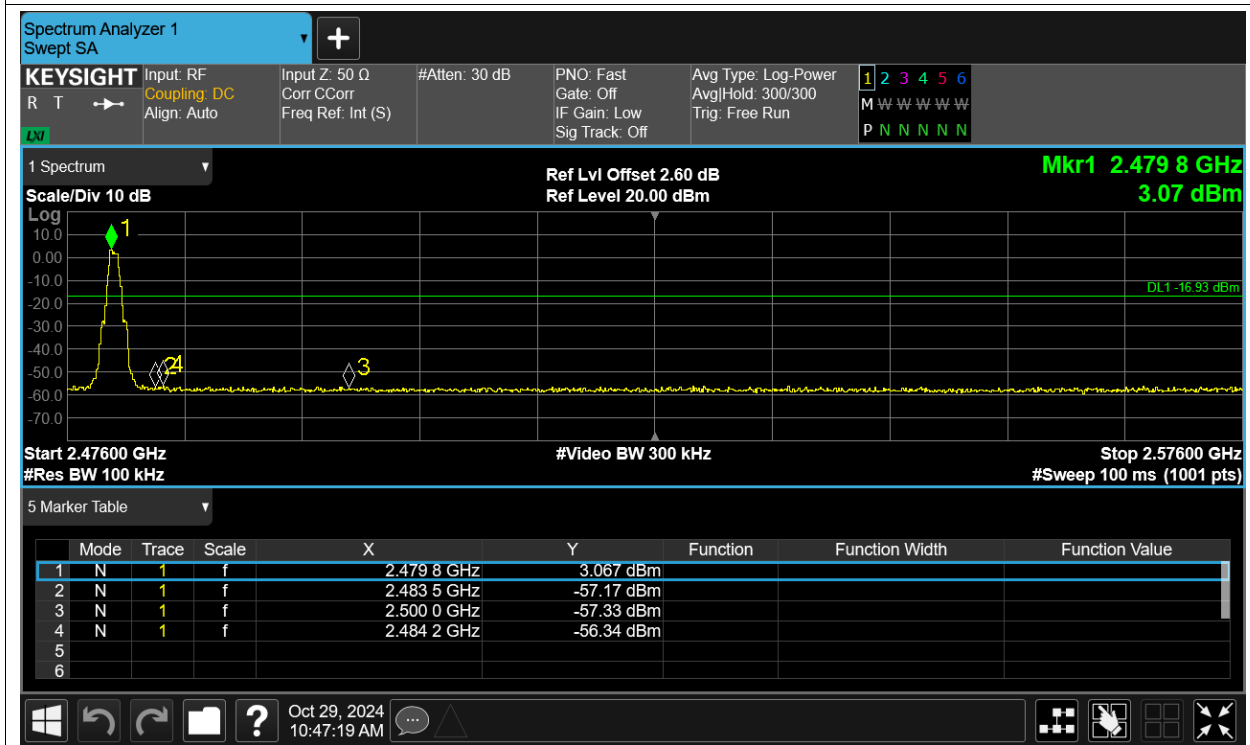 Spectrum Analyzer 1
Swept SA
KEYSIGHT
R T
LXI
Input: RF
Coupling: DC
Align: Auto
Input Z: 50 Ω
Corr CCorr
Freq Ref: Int (S)
#Atten: 30 dB
PNO: Fast
Gate: Off
IF Gain: Low
Sig Track: Off
Avg Type: Log-Power
Avg|Hold: 300/300
Trig: Free Run
1 2 3 4 5 6
M W W W W W
P N N N N N
1 Spectrum
Scale/Div 10 dB
Ref Lvl Offset 2.60 dB
Ref Level 20.00 dBm
Mkr1 2.479 8 GHz
3.07 dBm
Log
10.0
0.00
-10.0
-20.0
-30.0
-40.0
-50.0
-60.0
-70.0
1
DL1 -16.93 dBm
2 4 3
Start 2.47600 GHz #Video BW 300 kHz Stop 2.57600 GHz
#Res BW 100 kHz #Sweep 100 ms (1001 pts)
5 Marker Table
Mode Trace Scale X Y Function Function Width Function Value
1 N 1 f 2.479 8 GHz 3.067 dBm
2 N 1 f 2.483 5 GHz -57.17 dBm
3 N 1 f 2.500 0 GHz -57.33 dBm
4 N 1 f 2.484 2 GHz -56.34 dBm
5
6
?
Oct 29, 2024
10:47:19 AM